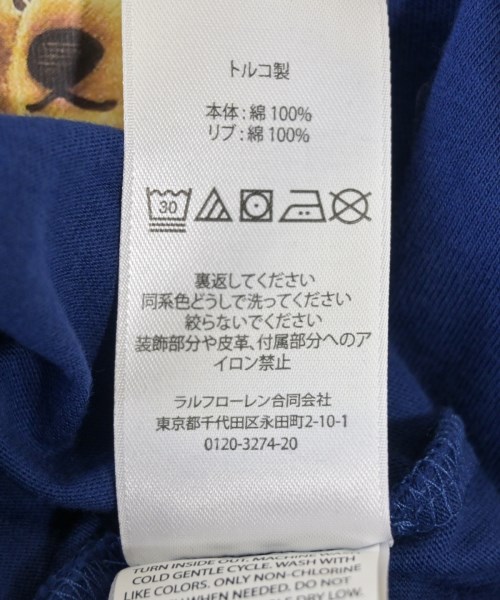 トルコ製
本体：綿 100%
リブ：綿 100%
30
裏返してください
同系色どうしで洗ってください
絞らないでください
装飾部分や皮革、付属部分へのア
イロン禁止
ラルフローレン合同会社
東京都千代田区永田町2-10-1
0120-3274-20
TURN INSIDE OUT. MACHINE WASH
COLD GENTLE CYCLE. WASH WITH
LIKE COLORS. ONLY NON-CHLORINE
WHEN NEEDED.
DRY LOW.